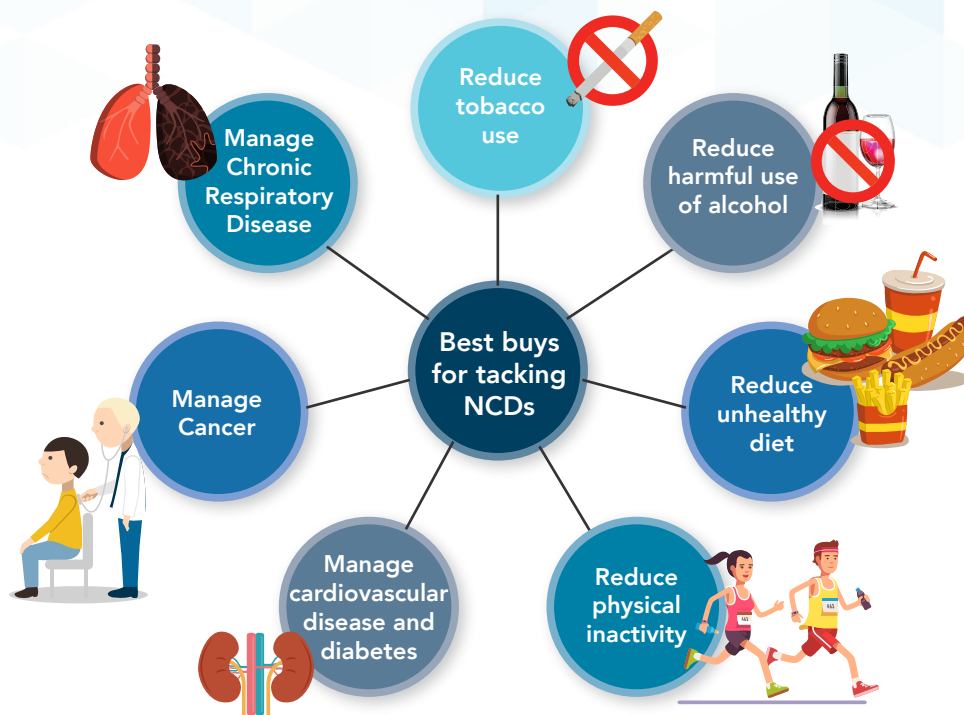 Reduce
tobacco
use
Reduce
harmful use
of alcohol
Reduce
unhealthy
diet
Reduce
physical
inactivity
Manage
cardiovascular
disease and
diabetes
Manage
Cancer
Manage
Chronic
Respiratory
Disease
Best buys
for tacking
NCDs